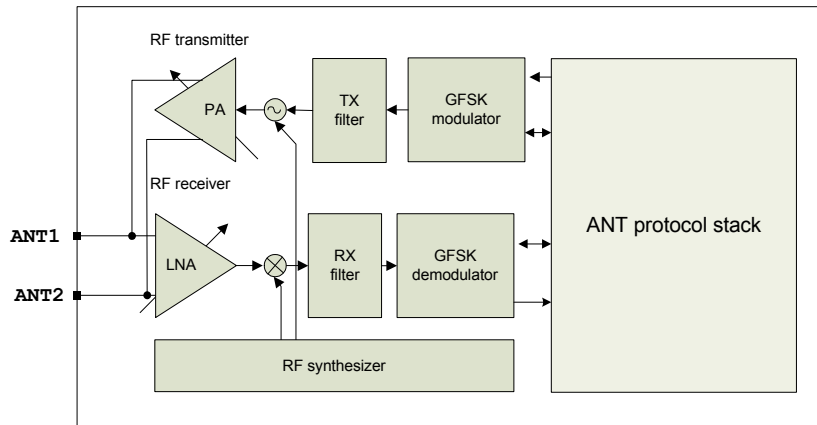 RF transmitter
PA
TX
filter
GFSK
modulator
RF receiver
ANT1
ANT2
LNA
RX
filter
GFSK
demodulator
ANT protocol stack
RF synthesizer